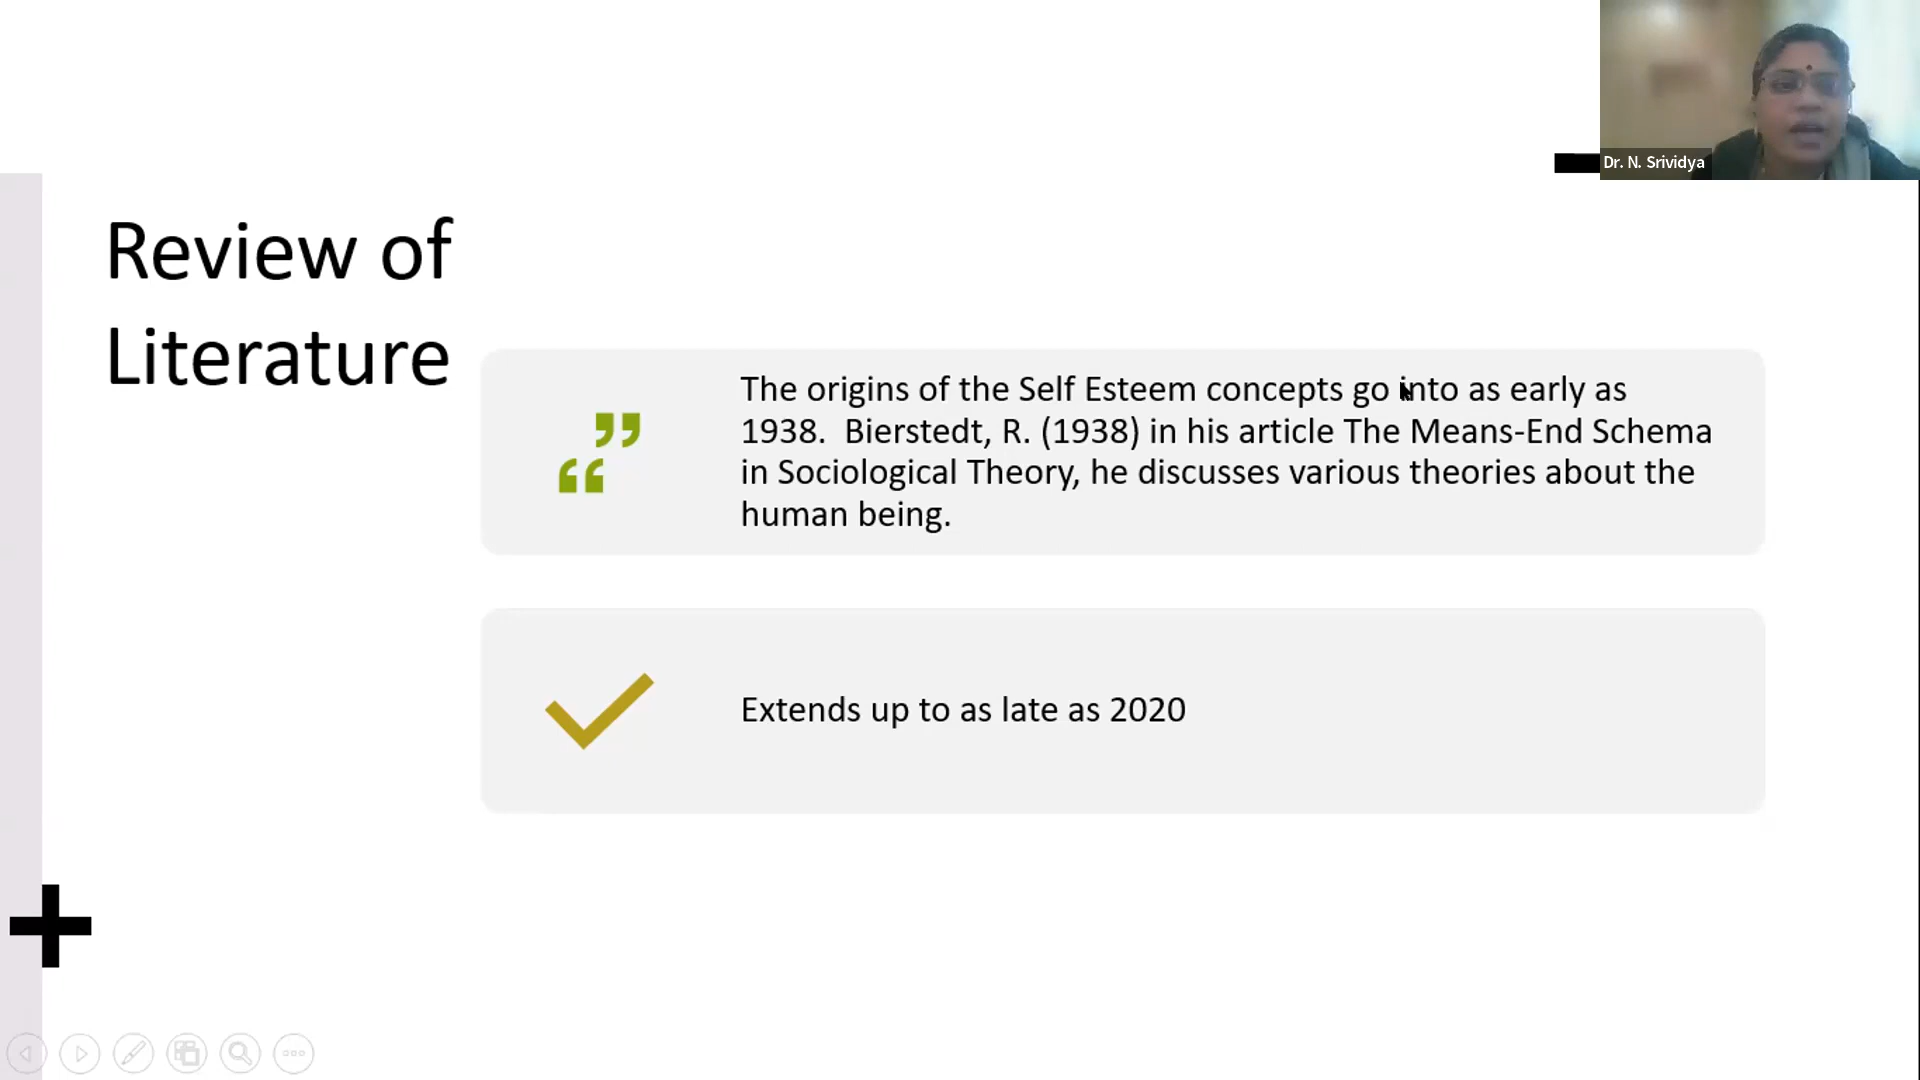 Dr. N. Srividya
Review of
Literature
The origins of the Self Esteem concepts go into as early as
1938.  Bierstedt, R. (1938) in his article The Means-End Schema
in Sociological Theory, he discusses various theories about the
human being.
Extends up to as late as 2020